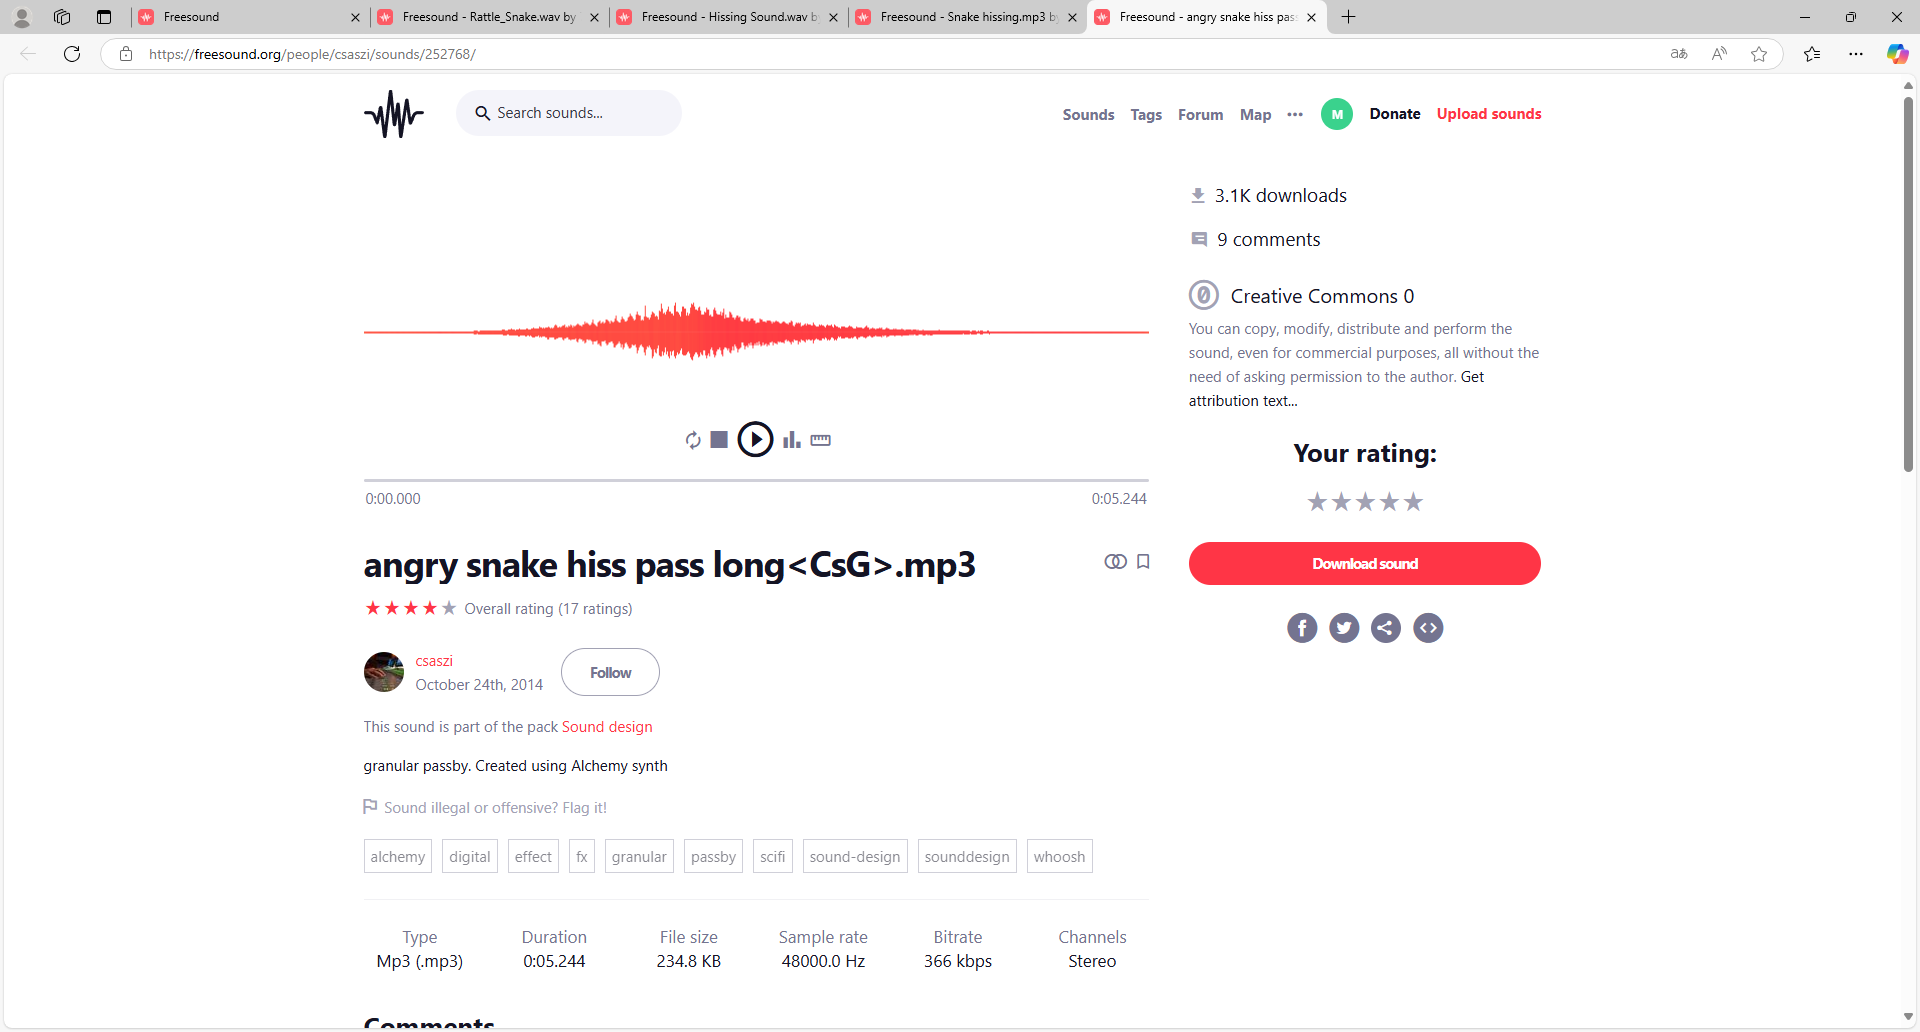 Freesound
Freesound - Rattle_Snake.wav by
Freesound - Hissing Sound.wav b
Freesound - Snake hissing.mp3 by
Freesound - angry snake hiss pas
https://freesound.org/people/csaszi/sounds/252768/
Search sounds...
Sounds
Tags
Forum
Map
M
Donate
Upload sounds
3.1K downloads
9 comments
Creative Commons 0
You can copy, modify, distribute and perform the
sound, even for commercial purposes, all without the
need of asking permission to the author. Get
attribution text...
0:00.000
0:05.244
Your rating:
Download sound
angry snake hiss pass long<CsG>.mp3
Overall rating (17 ratings)
csaszi
October 24th, 2014
Follow
This sound is part of the pack Sound design
granular passby. Created using Alchemy synth
Sound illegal or offensive? Flag it!
alchemy
digital
effect
fx
granular
passby
scifi
sound-design
sounddesign
whoosh
Type
Mp3 (.mp3)
Duration
0:05.244
File size
234.8 KB
Sample rate
48000.0 Hz
Bitrate
366 kbps
Channels
Stereo
Comments